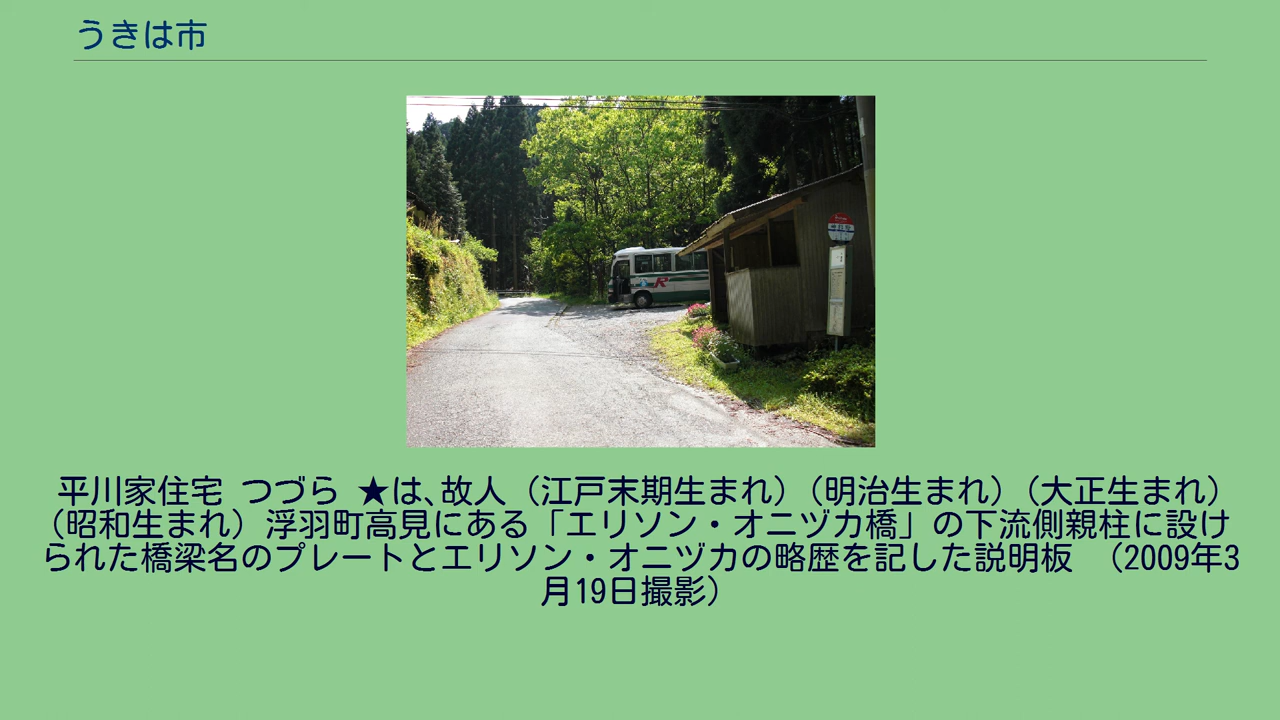 うきは市
R
平川家住宅 つづら ★は､故人（江戸末期生まれ）（明治生まれ）（大正生まれ）
（昭和生まれ）浮羽町高見にある「エリソン・オニヅカ橋」の下流側親柱に設け
られた橋梁名のプレートとエリソン・オニヅカの略歴を記した説明板 （2009年3
月19日撮影）